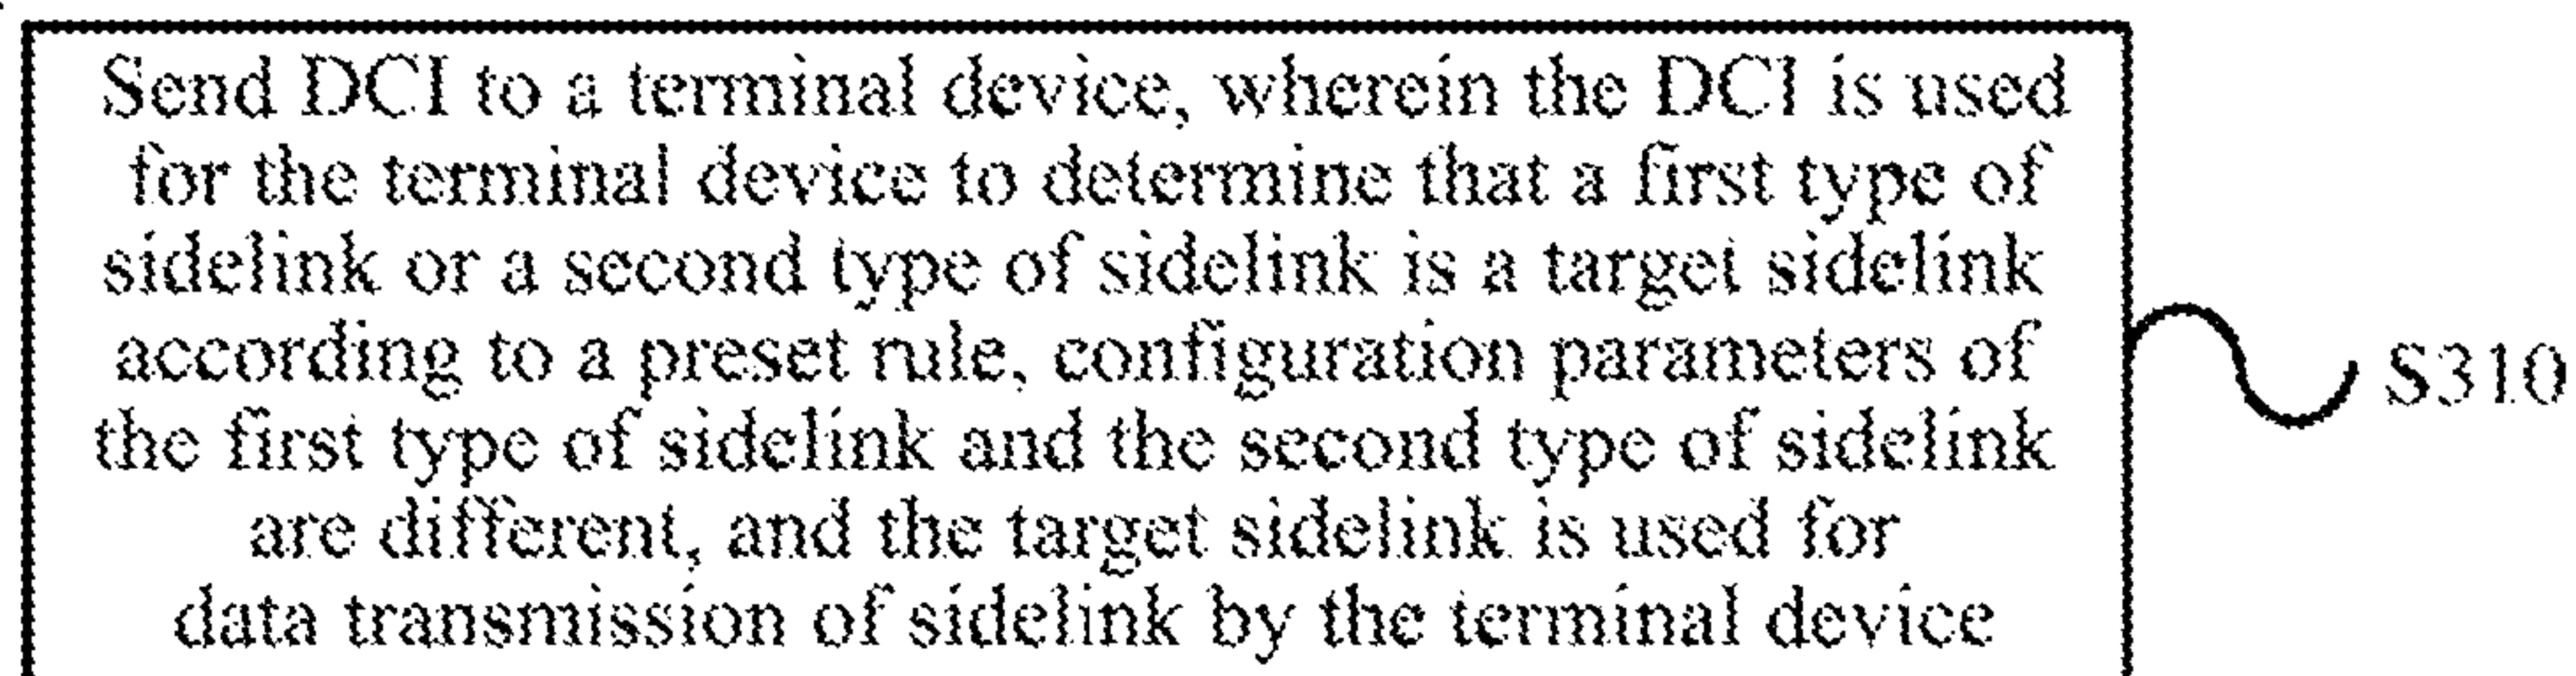 Send DCI to a terminal device, wherein the DCI is used
for the terminal device to determine that a first type of
sidelink or a second type of sidelink is a target sidelink
according to a preset rule, configuration parameters of
the first type of sidelink and the second type of sidelink
are different, and the target sidelink is used for
data transmission of sidelink by the terminal device
S310